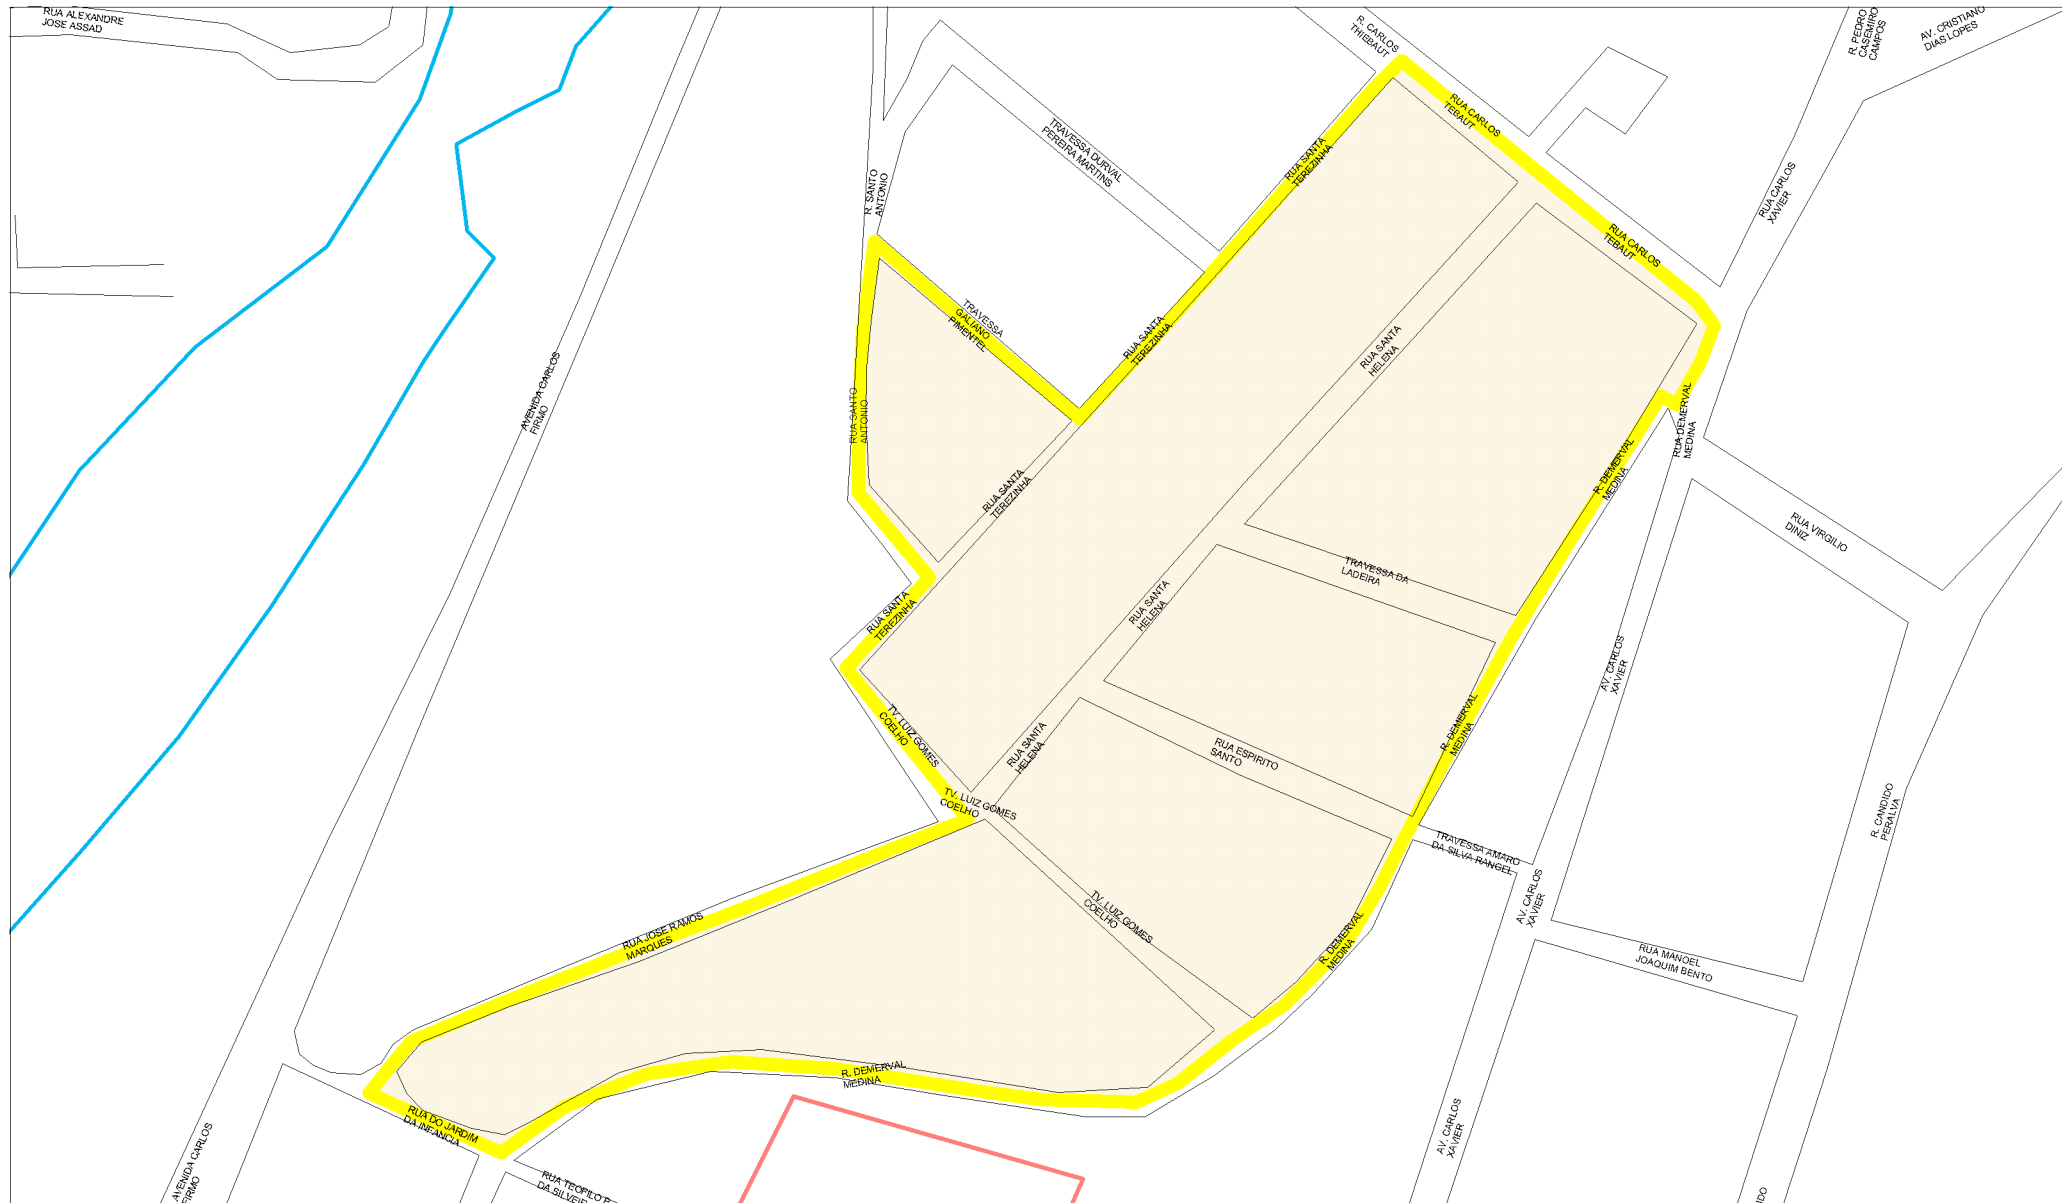 RUA ALEXANDRE
JOSE ASSAD
R. CARLOS
THIEBAUT
R. PEDRO
CASEMIRO
CAMPOS
AV. CRISTIANO
DIAS LOPES
RUA CARLOS
TEBAUT
TRAVESSA DURVAL
PEREIRA MARTINS
RUA SANTA
TEREZINHA
R. SANTO
ANTONIO
RUA CARLOS
XAVIER
RUA CARLOS
TEBAUT
TRAVESSA
GALIANO
PIMENTEL
RUA SANTA
TEREZINHA
RUA SANTA
HELENA
AVENIDA CARLOS
FIRMO
RUA SANTO
ANTONIO
RUA DEMERVAL
MEDINA
R. DEMERVAL
MEDINA
RUA SANTA
TEREZINHA
RUA VIRGILIO
DINIZ
TRAVESSA DA
LADEIRA
RUA SANTA
HELENA
RUA SANTA
TEREZINHA
AV. CARLOS
XAVIER
TV. LUIZ GOMES
COELHO
R. DEMERVAL
MEDINA
RUA SANTA
HELENA
RUA ESPIRITO
SANTO
TV. LUIZ GOMES
COELHO
R. CANDIDO
PERALVA
TRAVESSA AMARO
DA SILVA RANGEL
AV. CARLOS
XAVIER
TV. LUIZ GOMES
COELHO
RUA JOSE RAMOS
MARQUES
R. DEMERVAL
MEDINA
RUA MANOEL
JOAQUIM BENTO
R. DEMERVAL
MEDINA
RUA DO JARDIM
DA INFANCIA
AV. CARLOS
XAVIER
AVENIDA CARLOS
FIRMO
RUA TEOFILO P
DA SILVEI
DO